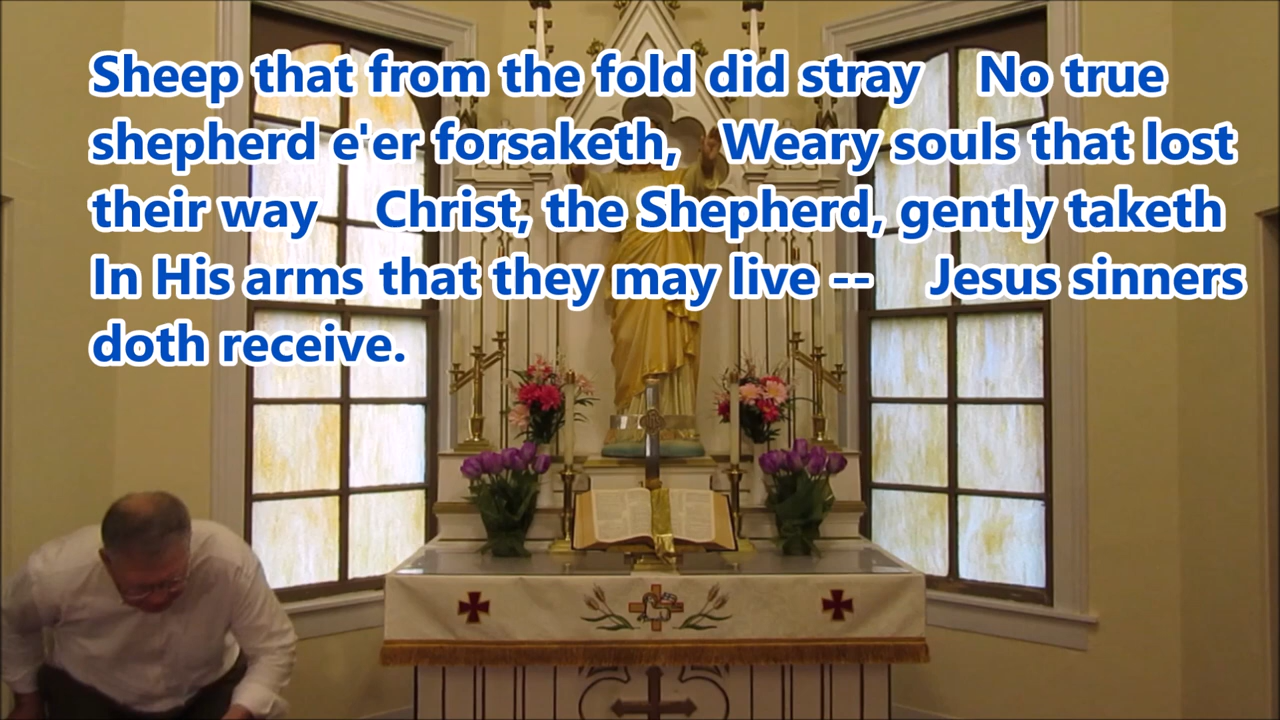 Sheep that from the fold did stray No true
shepherd e'er forsaketh, Weary souls that lost
their way Christ, the Shepherd, gently taketh
In His arms that they may live -- Jesus sinners
doth receive.